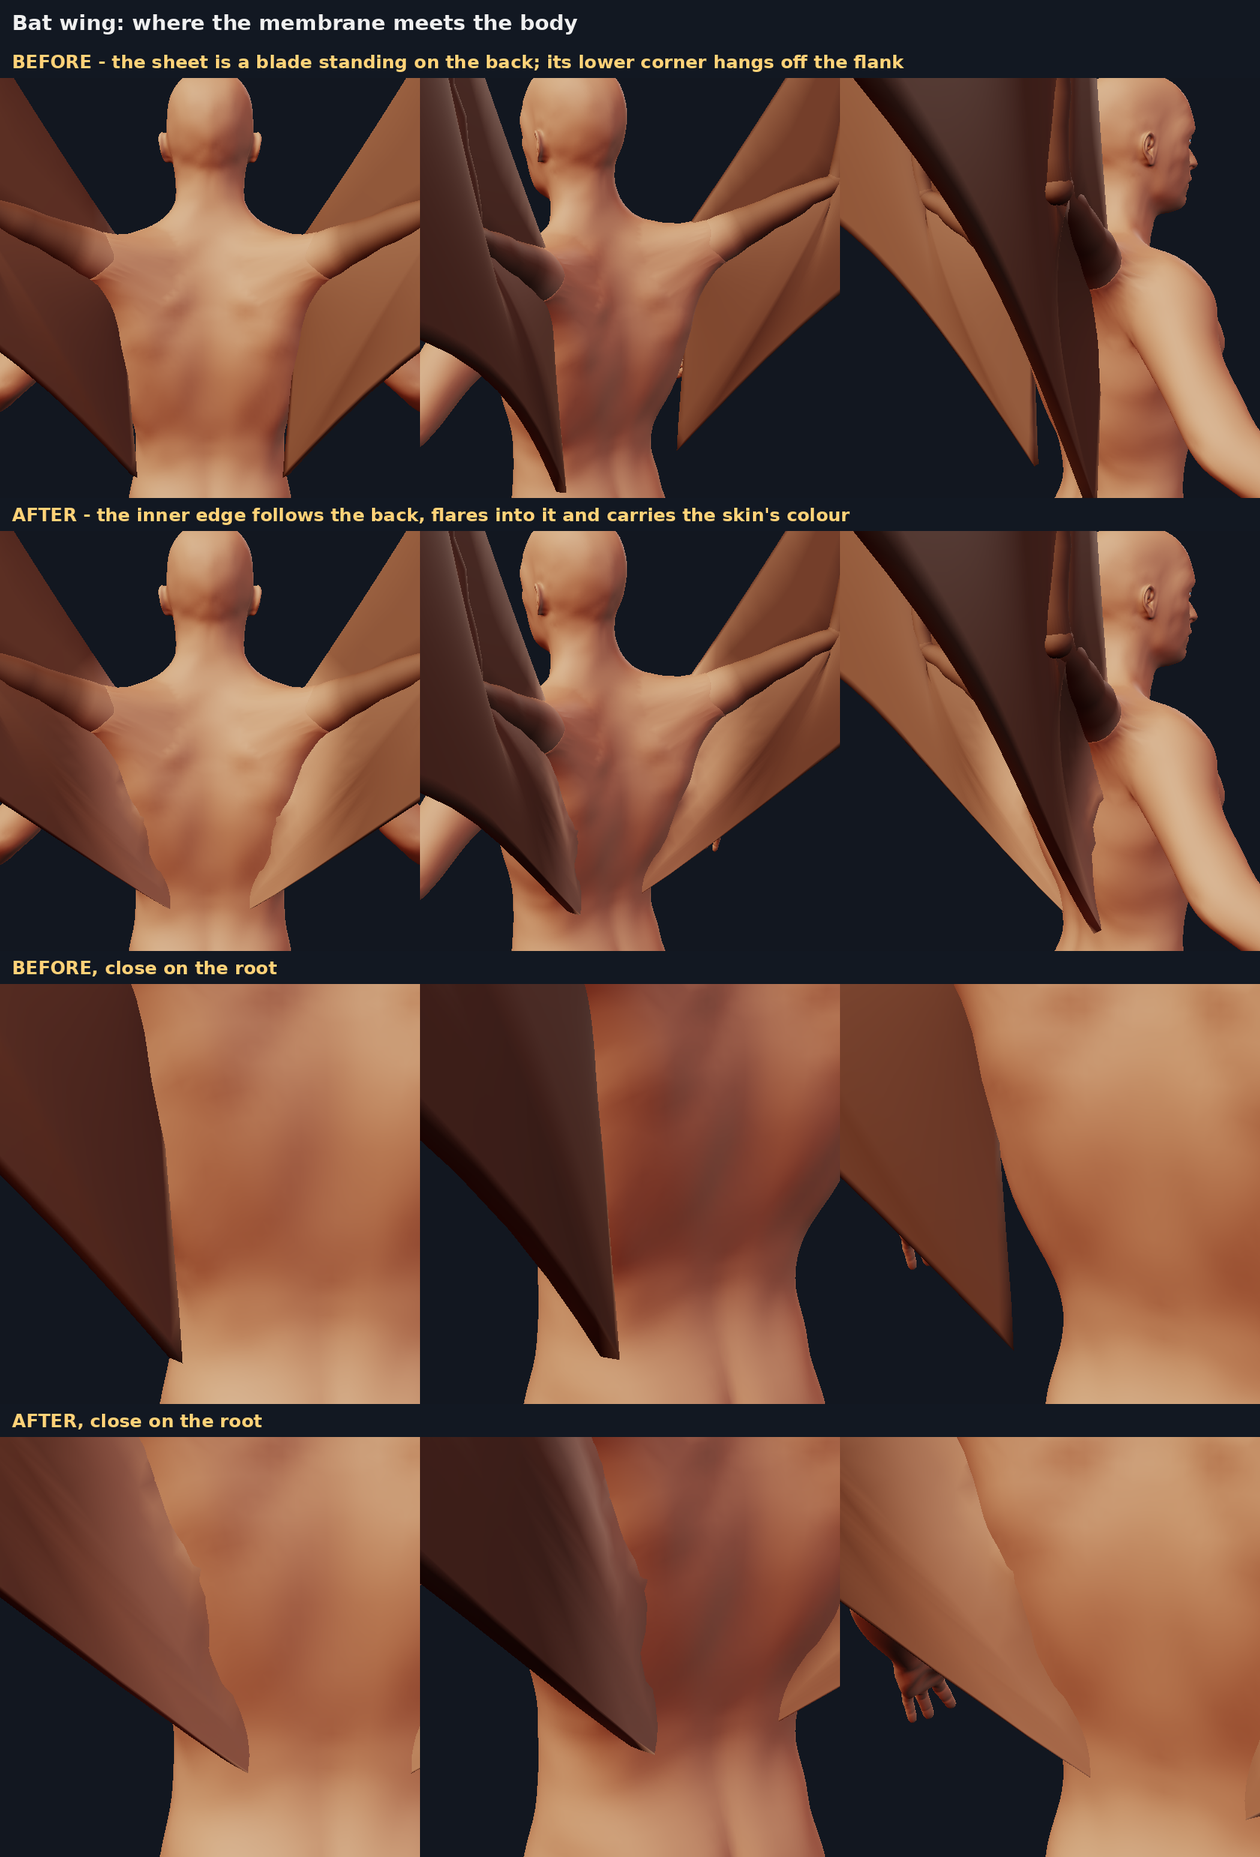 Bat wing: where the membrane meets the body
BEFORE - the sheet is a blade standing on the back; its lower corner hangs off the flank
AFTER - the inner edge follows the back, flares into it and carries the skin's colour
BEFORE, close on the root
AFTER, close on the root